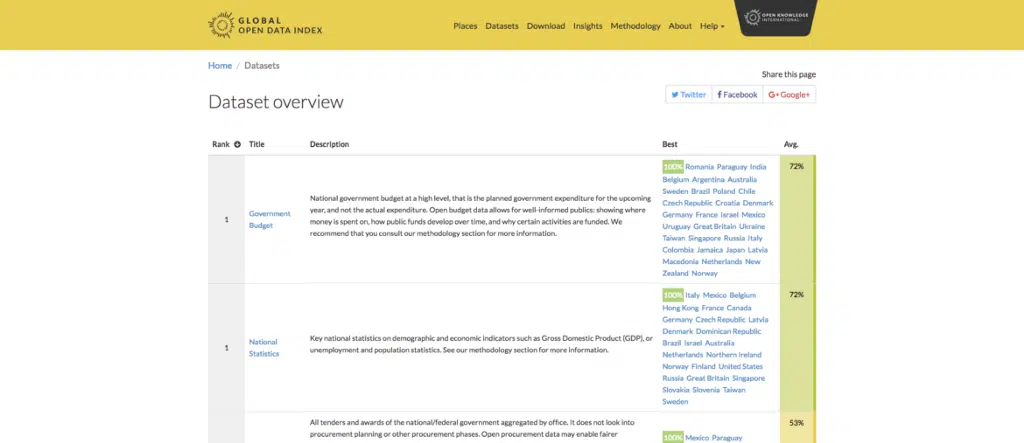 GLOBAL
OPEN DATA INDEX
Places Datasets Download Insights Methodology About Help
OPEN KNOWLEDGE
INTERNATIONAL
Home / Datasets
Share this page
Twitter Facebook Google+
Dataset overview
Rank Title Description Best Avg.
1
Government
Budget
National government budget at a high level, that is the planned government expenditure for the upcoming
year, and not the actual expenditure. Open budget data allows for well-informed publics: showing where
money is spent on, how public funds develop over time, and why certain activities are funded. We
recommend that you consult our methodology section for more information.
100% Romania Paraguay India
Belgium Argentina Australia
Sweden Brazil Poland Chile
Czech Republic Croatia Denmark
Germany France Israel Mexico
Uruguay Great Britain Ukraine
Taiwan Singapore Russia Italy
Colombia Jamaica Japan Latvia
Macedonia Netherlands New
Zealand Norway
72%
1
National
Statistics
Key national statistics on demographic and economic indicators such as Gross Domestic Product (GDP), or
unemployment and population statistics. See our methodology section for more information.
100% Italy Mexico Belgium
Hong Kong France Canada
Germany Czech Republic Latvia
Denmark Dominican Republic
Brazil Israel Australia
Netherlands Northern Ireland
Norway Finland United States
Russia Great Britain Singapore
Slovakia Slovenia Taiwan
Sweden
72%
All tenders and awards of the national/federal government aggregated by office. It does not look into
procurement planning or other procurement phases. Open procurement data may enable fairer
100% Mexico Paraguay
53%